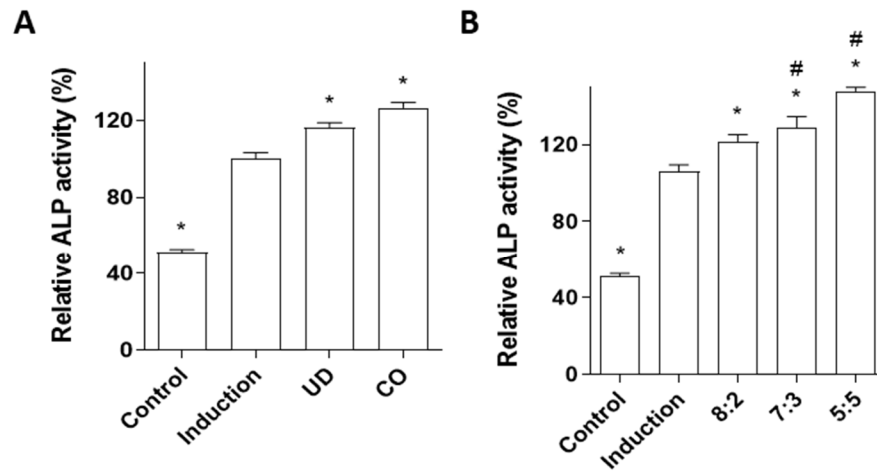 A
Relative ALP activity (%)
120
80
40
0
*
*
*
Control
Induction
UD
CO
B
Relative ALP activity (%)
120
80
40
0
*
*
#
*
#
*
Control
Induction
8:2
7:3
5:5